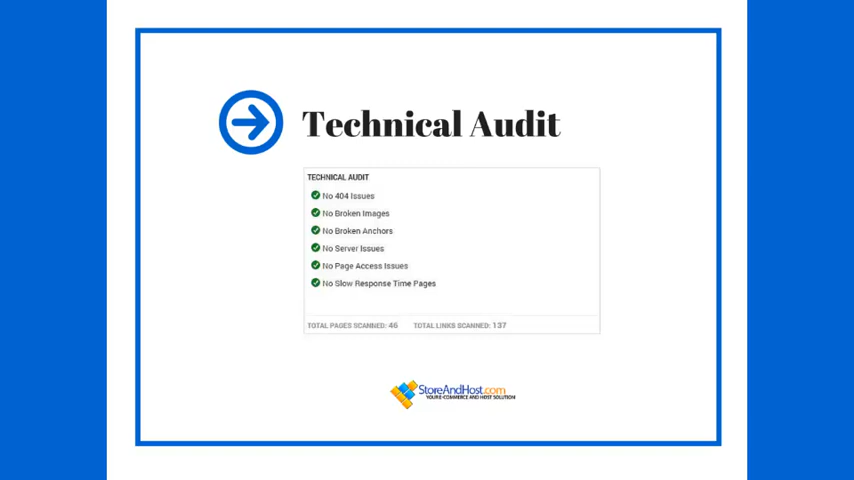 Technical Audit
TECHNICAL AUDIT
No 404 Issues
No Broken Images
No Broken Anchors
No Server Issues
No Page Access Issues
No Slow Response Time Pages
TOTAL PAGES SCANNED: 46 TOTAL LINKS SCANNED: 137
StoreAndHost.com
YOUR E-COMMERCE AND HOST SOLUTION